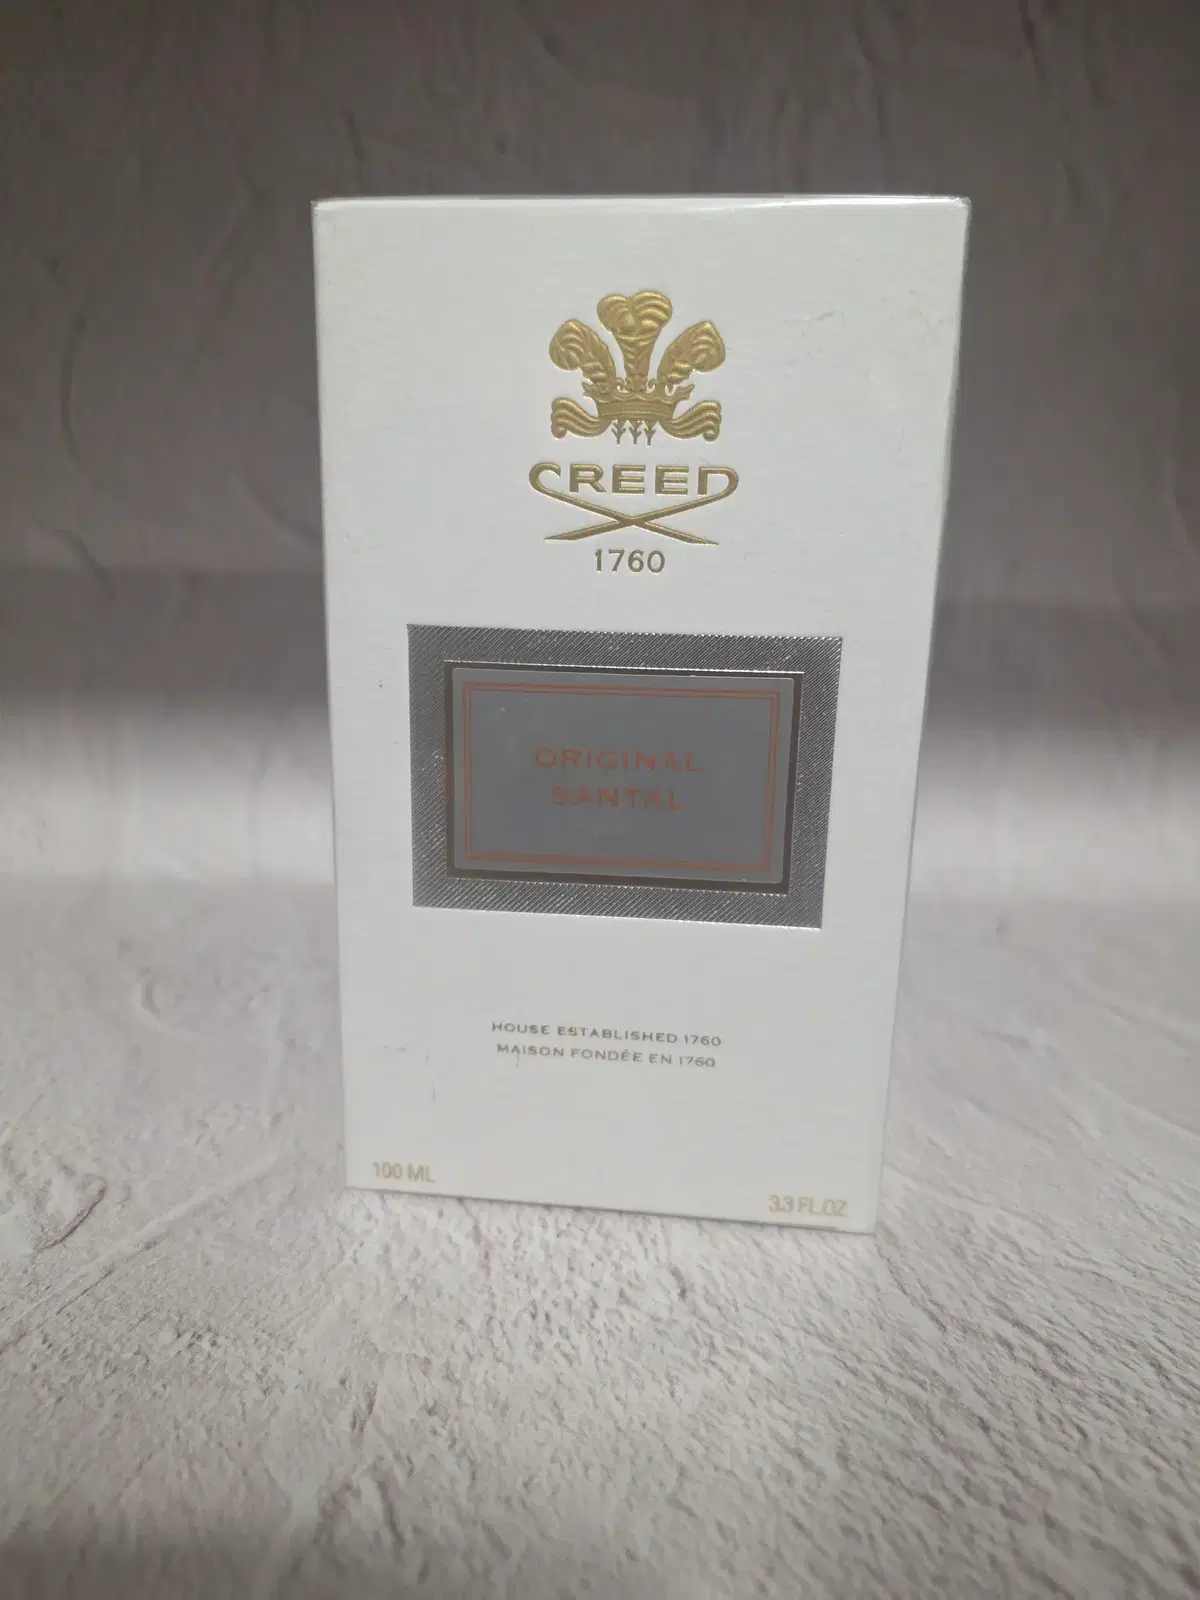 CREED
1760
ORIGINAL
SANTAL
HOUSE ESTABLISHED 1760
MAISON FONDÉE EN 1760
100 ML
3.3 FL.OZ